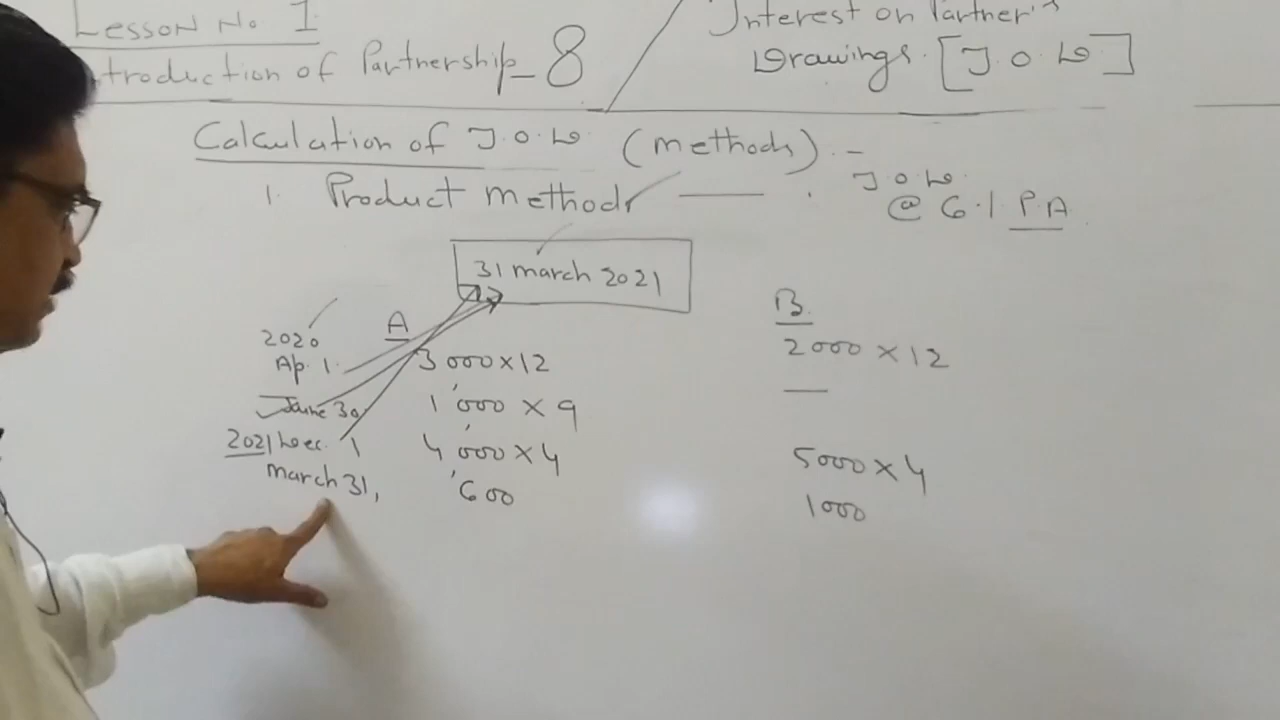 Lesson No. 1
troduction of Partnership - 8
Interest on Partner's
Drawings. [I.O.D]
Calculation of I.O.D. (methods). -
1. Product method
I.O.D.
@ 6.1. P.A
31 march 2021
2020
A
B.
Ap. 1. 3000 x 12 2000 x 12
June 30 1000 x 9 —
2021 Dec. 1 4000 x 4 5000 x 4
march 31, 600 1000